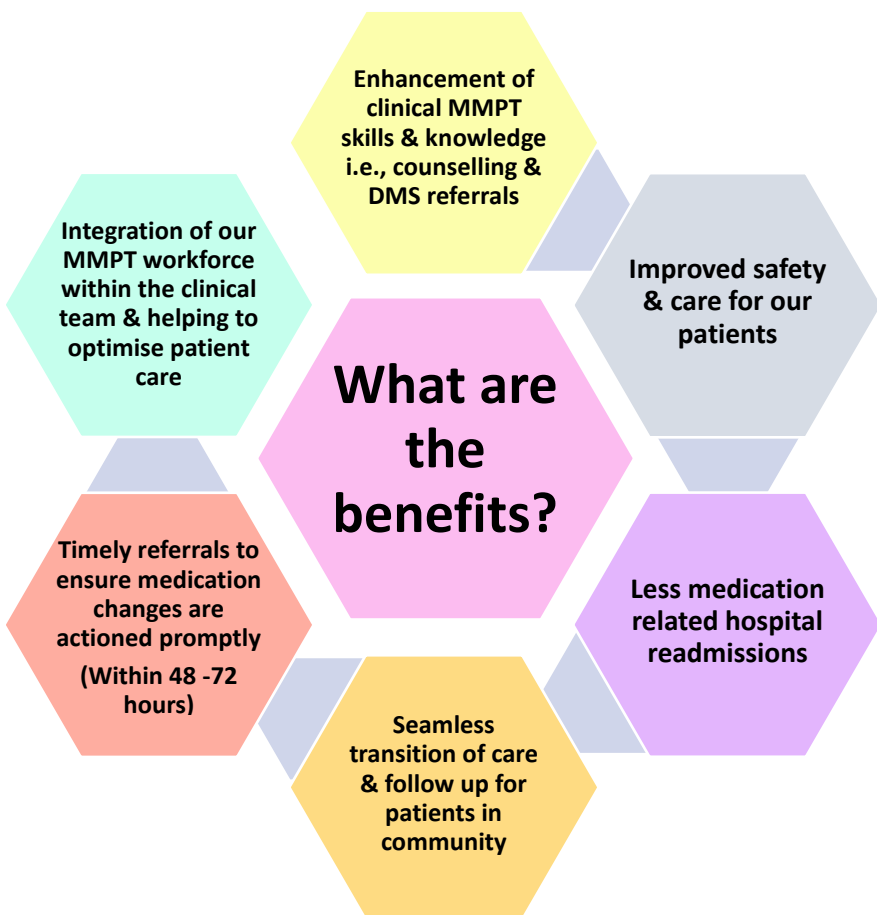 Enhancement of
clinical MMPT
skills & knowledge
i.e., counselling &
DMS referrals
Improved safety
& care for our
patients
Less medication
related hospital
readmissions
Seamless
transition of care
& follow up for
patients in
community
Timely referrals to
ensure medication
changes are
actioned promptly
(Within 48 -72
hours)
Integration of our
MMPT workforce
within the clinical
team & helping to
optimise patient
care
What are
the
benefits?